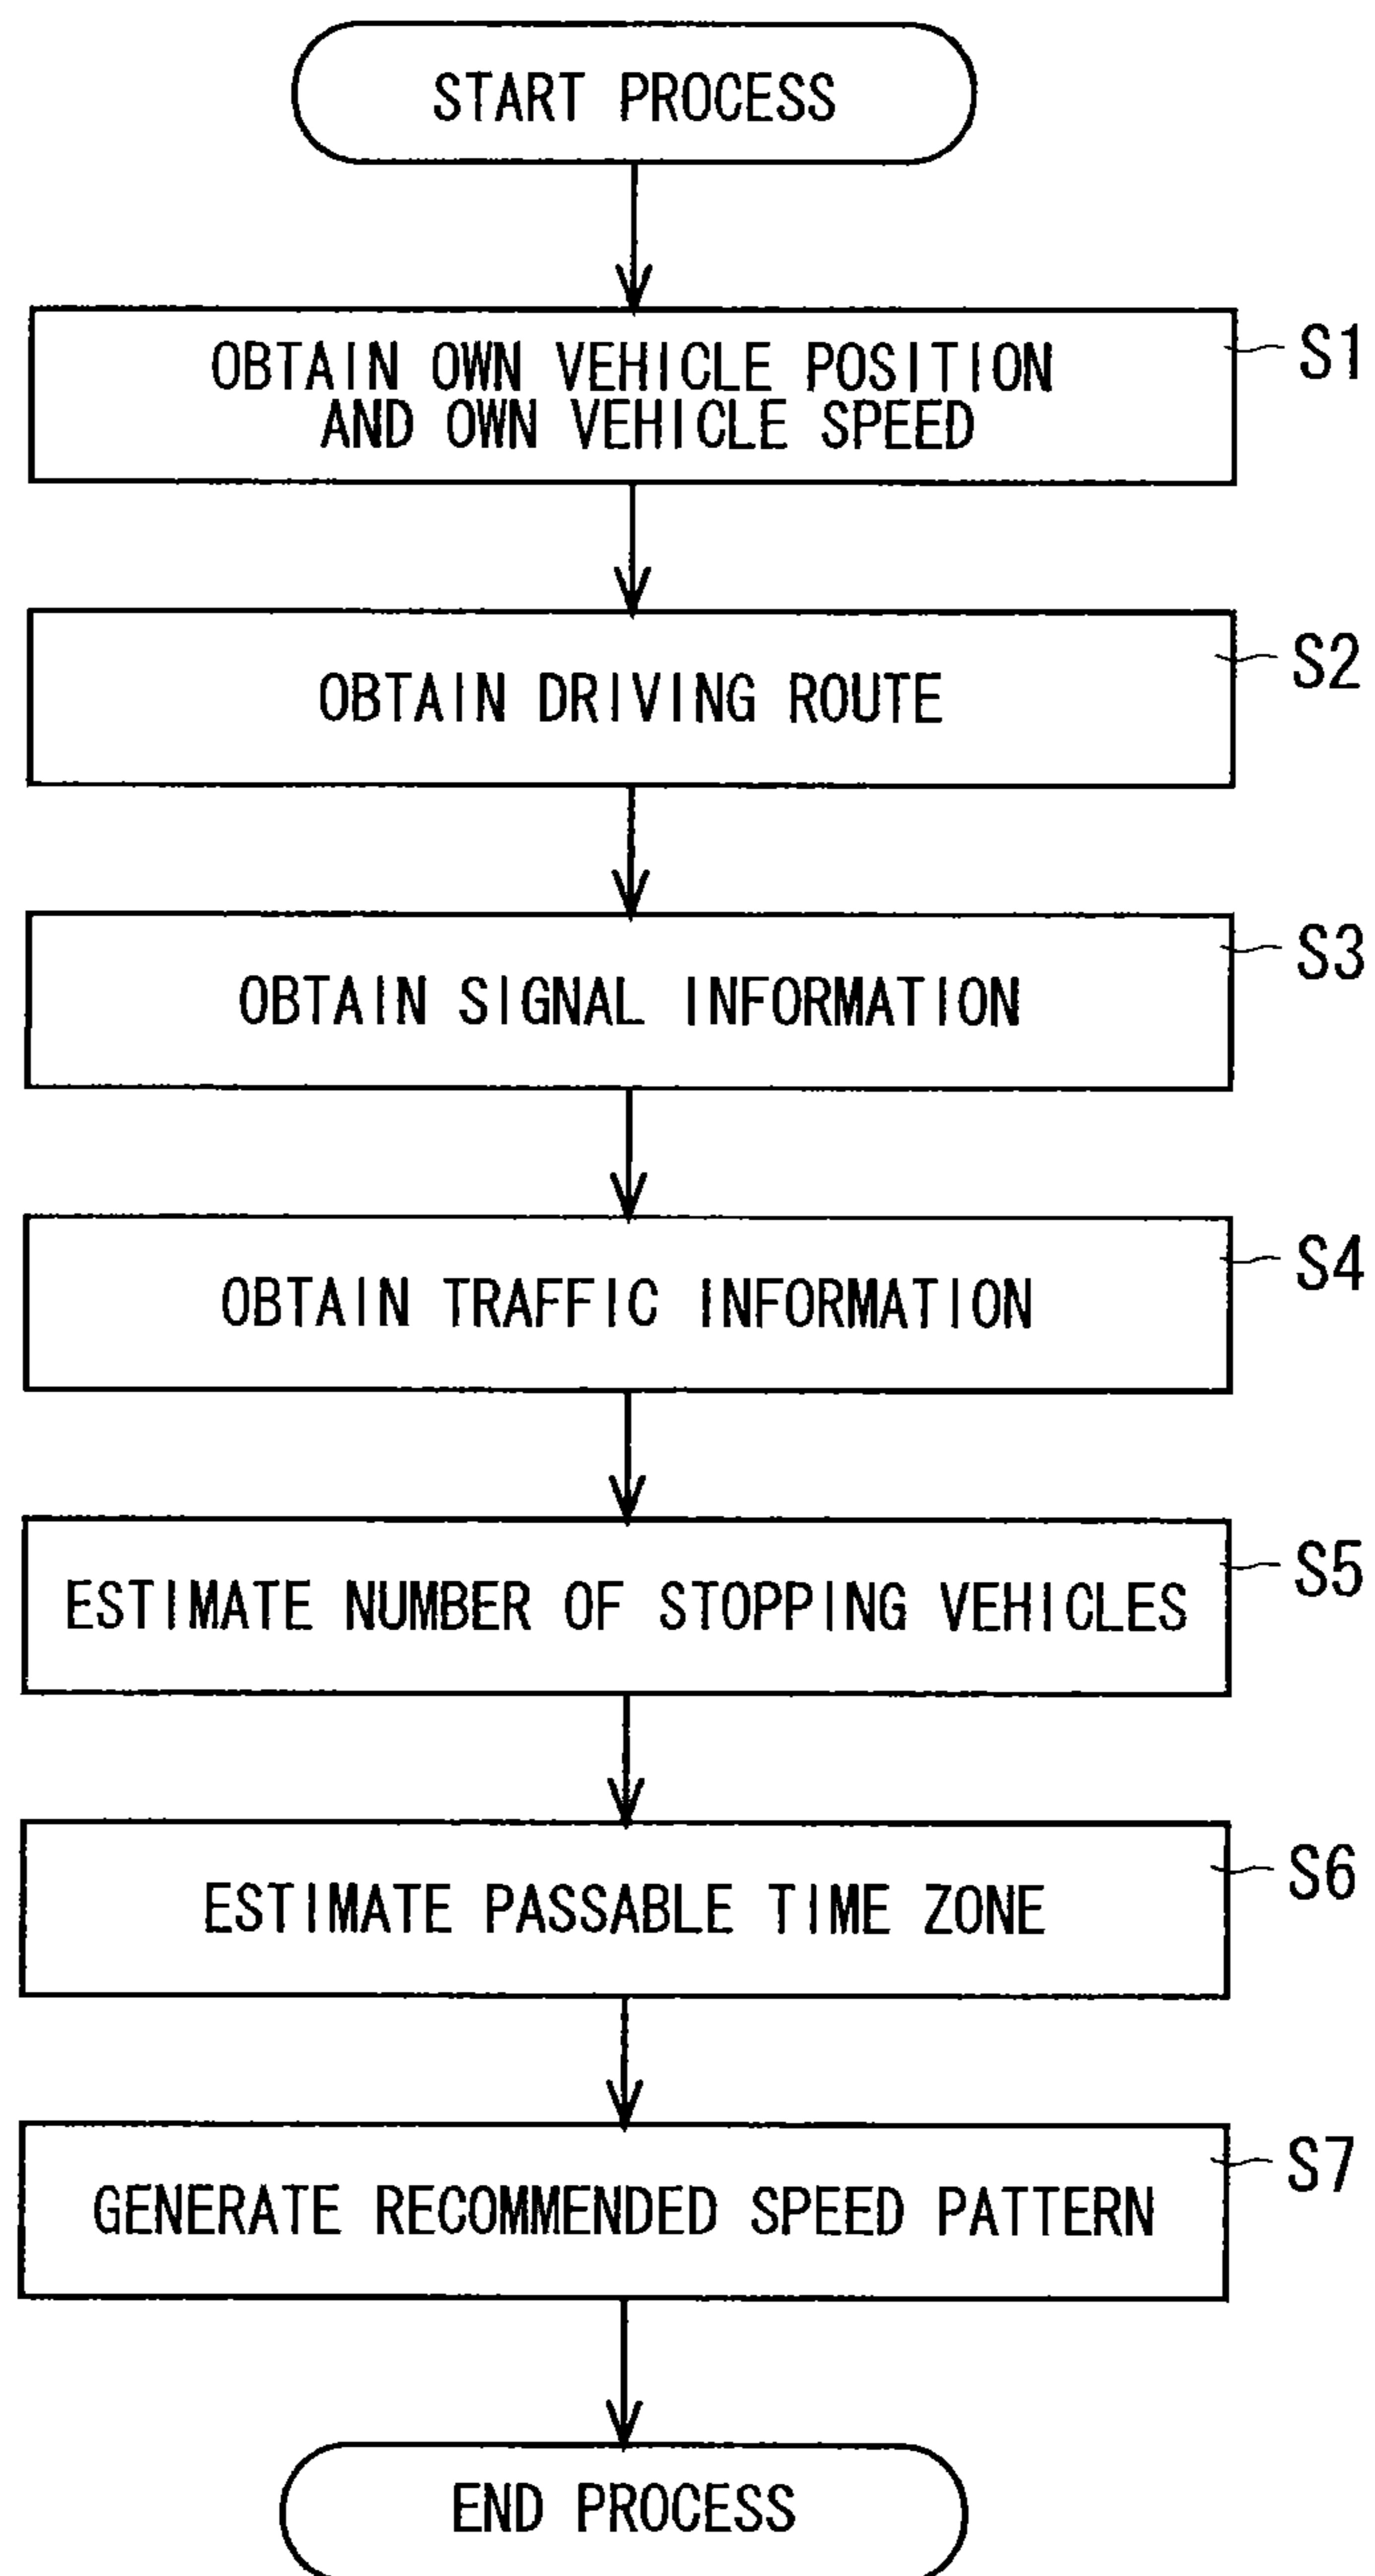 START PROCESS
OBTAIN OWN VEHICLE POSITION
AND OWN VEHICLE SPEED
S1
OBTAIN DRIVING ROUTE
S2
OBTAIN SIGNAL INFORMATION
S3
OBTAIN TRAFFIC INFORMATION
S4
ESTIMATE NUMBER OF STOPPING VEHICLES
S5
ESTIMATE PASSABLE TIME ZONE
S6
GENERATE RECOMMENDED SPEED PATTERN
S7
END PROCESS